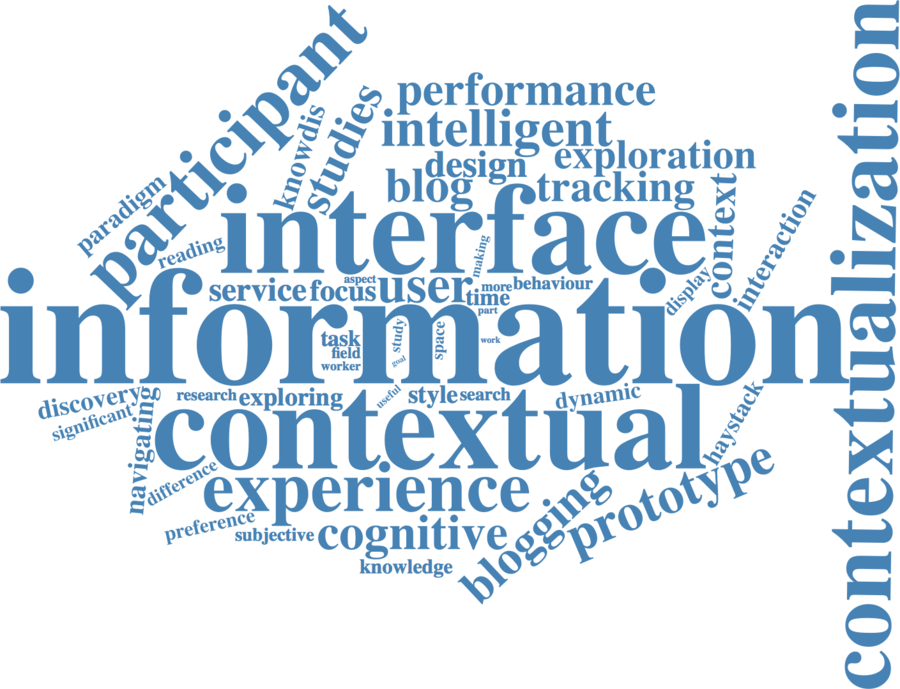 participant
knowdis
studies
performance
intelligent
design
exploration
blog
tracking
paradigm
reading
interface
making
context
interaction
contextualization
aspect
service
focus
user
more
behaviour
time
part
display
information
task
field
worker
study
goal
space
work
discovery
significant
navigating
research
exploring
useful
style
search
dynamic
haystack
contextual
difference
experience
prototype
preference
subjective
cognitive
blogging
knowledge